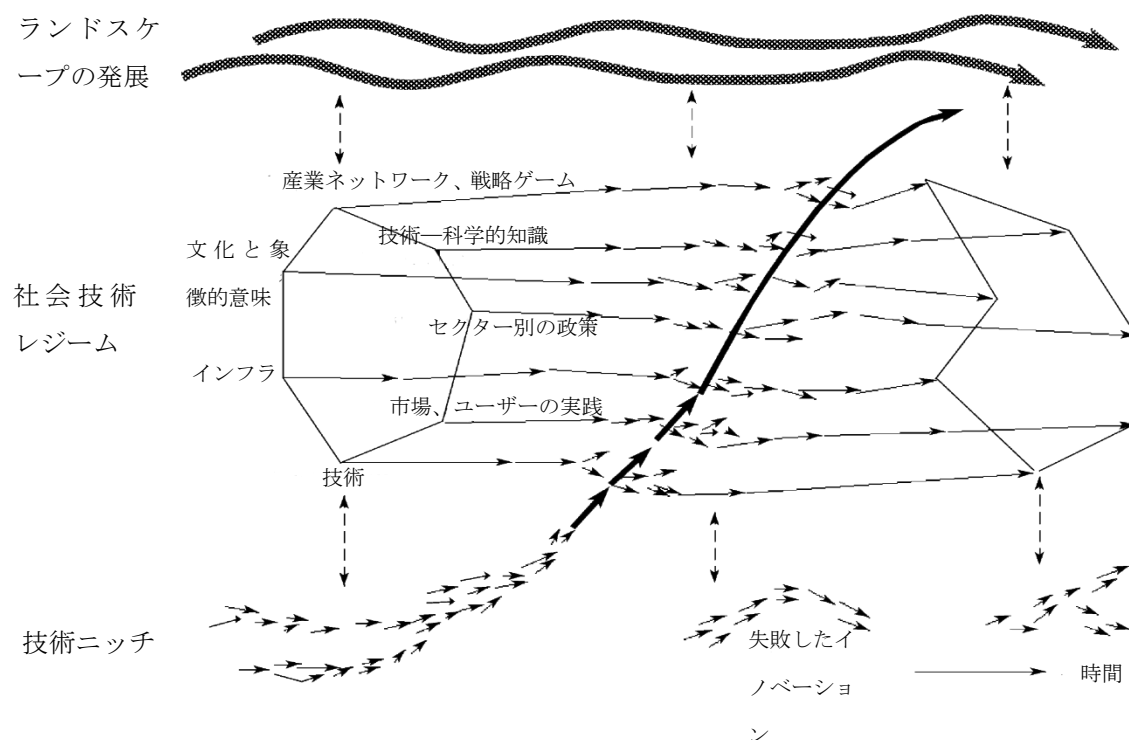 ランドスケ
ープの発展
産業ネットワーク、戦略ゲーム
技術―科学的知識
文化と象
徴的意味
社会技術
レジーム
セクター別の政策
インフラ
市場、ユーザーの実践
技術
技術ニッチ
失敗したイ
ノベーショ
ン
時間